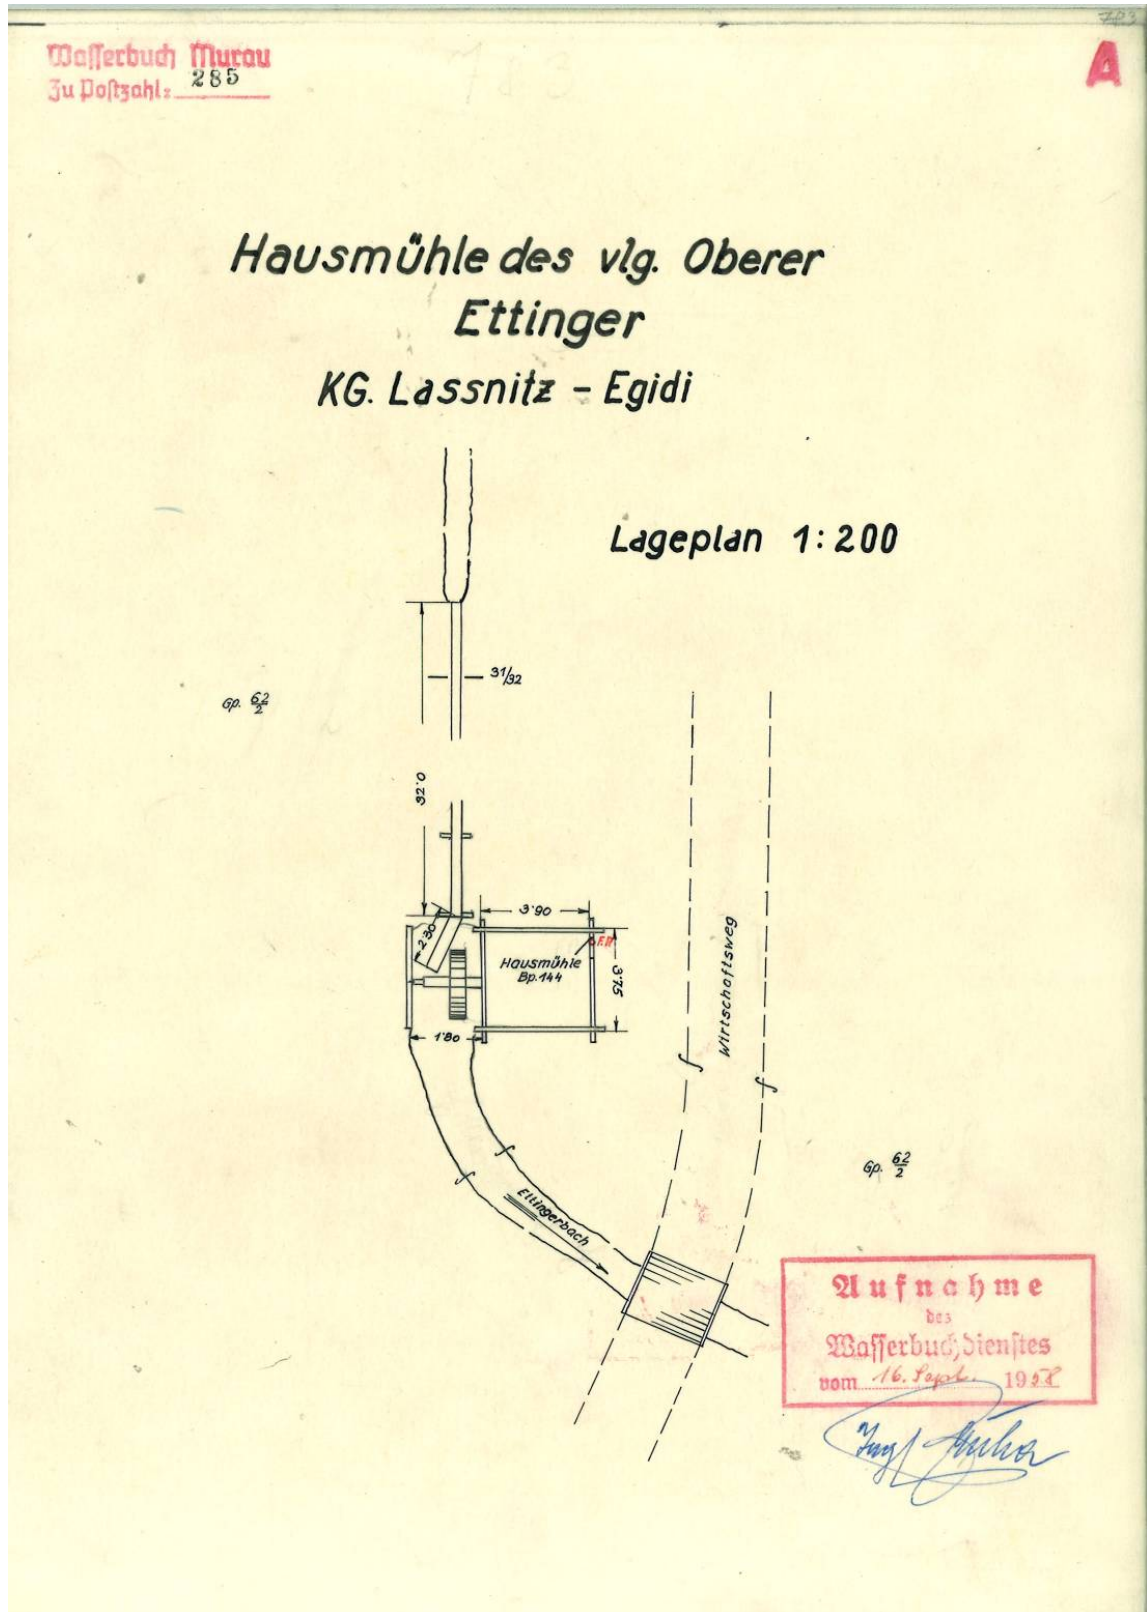 783
Wasserbuch Murau
Zu Postzahl: 285
A
783
Hausmühle des vlg. Oberer
Ettinger
KG. Lassnitz - Egidi
Lageplan 1:200
31/32
Gp. 62/2
32.0
3.90
2.30
F.P.
Hausmühle
Bp. 144
3.75
1.80
Wirtschaftsweg
Gp. 62/2
Ettingerbach
Aufnahme
des
Wasserbuchdienstes
vom 16. Sept. 1958